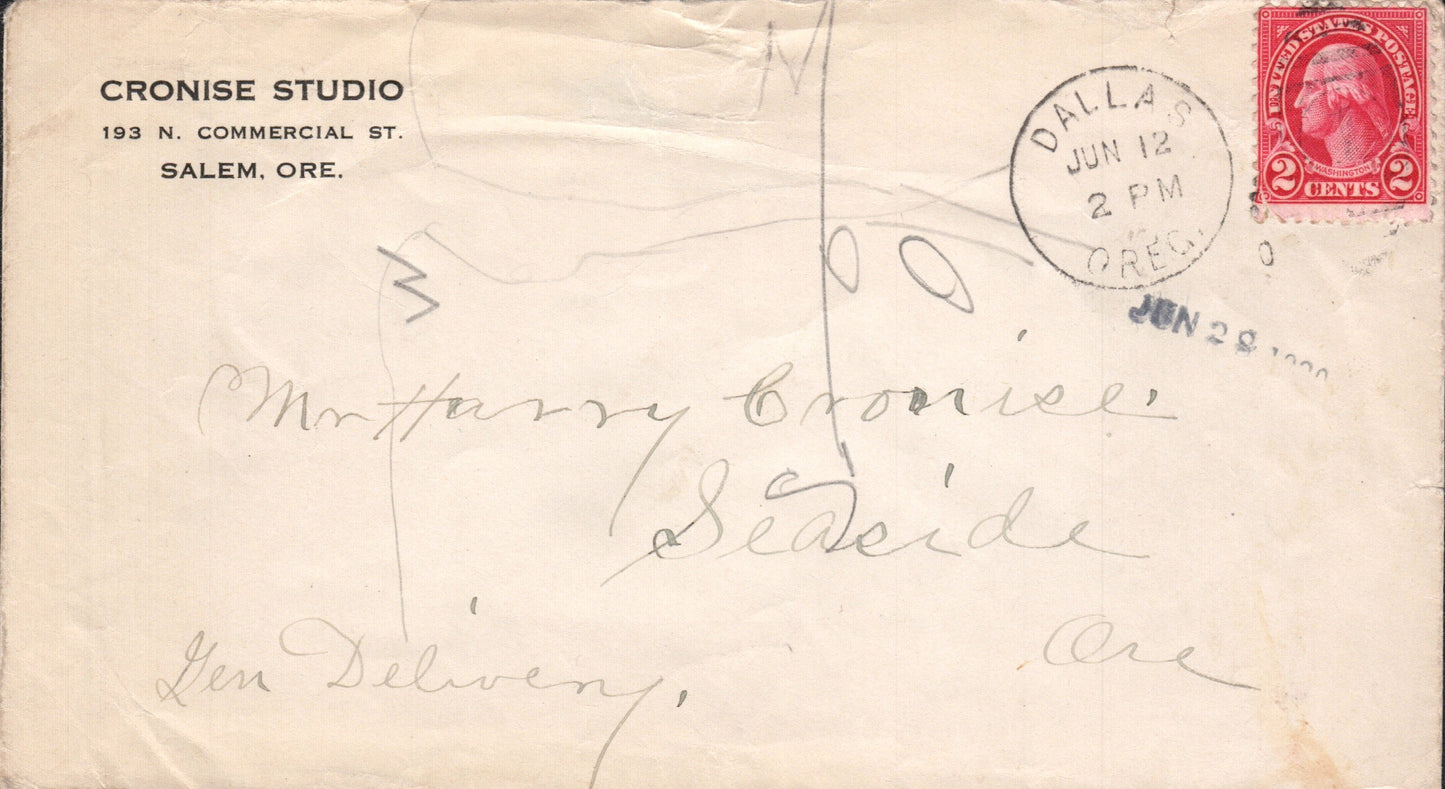 CRONISE STUDIO
193 N. COMMERCIAL ST.
SALEM, ORE.
DALLAS
JUN 12
2 PM
OREG.
UNITED STATES POSTAGE
WASHINGTON
2 CENTS 2
JUN 28
Mr Harry Cronise.
Seaside
Ore
Gen Delivery.